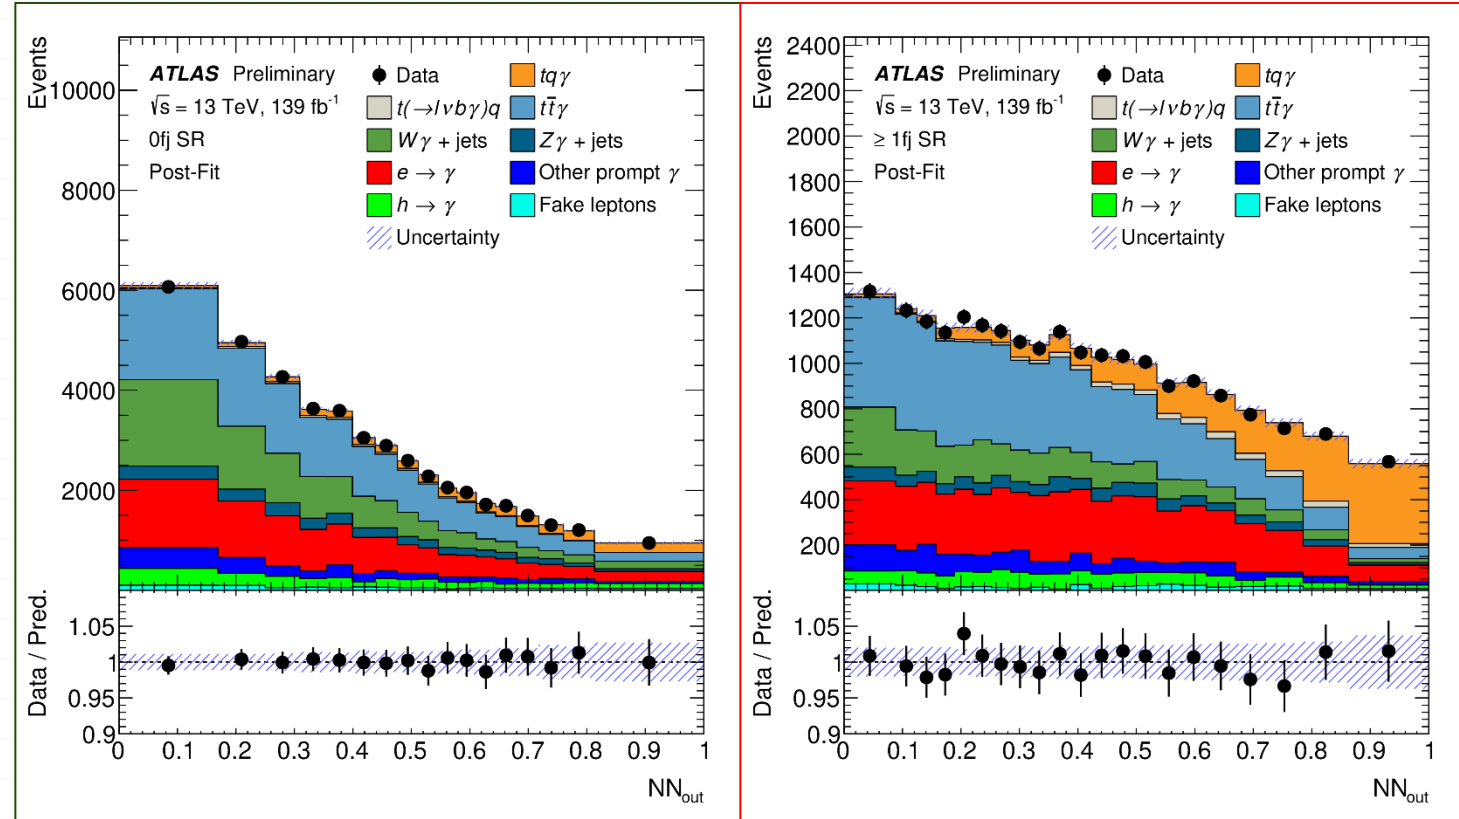 Events
10000
8000
6000
4000
2000
ATLAS Preliminary
√s = 13 TeV, 139 fb⁻¹
0fj SR
Post-Fit
Data
tqγ
t(→lνbγ)q
tt̄γ
Wγ + jets
Zγ + jets
e → γ
Other prompt γ
h → γ
Fake leptons
Uncertainty
Data / Pred.
1.05
1
0.95
0.9
0 0.1 0.2 0.3 0.4 0.5 0.6 0.7 0.8 0.9 1
NN_out
Events
2400
2200
2000
1800
1600
1400
1200
1000
800
600
400
200
ATLAS Preliminary
√s = 13 TeV, 139 fb⁻¹
≥ 1fj SR
Post-Fit
Data
tqγ
t(→lνbγ)q
tt̄γ
Wγ + jets
Zγ + jets
e → γ
Other prompt γ
h → γ
Fake leptons
Uncertainty
Data / Pred.
1.05
1
0.95
0.9
0 0.1 0.2 0.3 0.4 0.5 0.6 0.7 0.8 0.9 1
NN_out